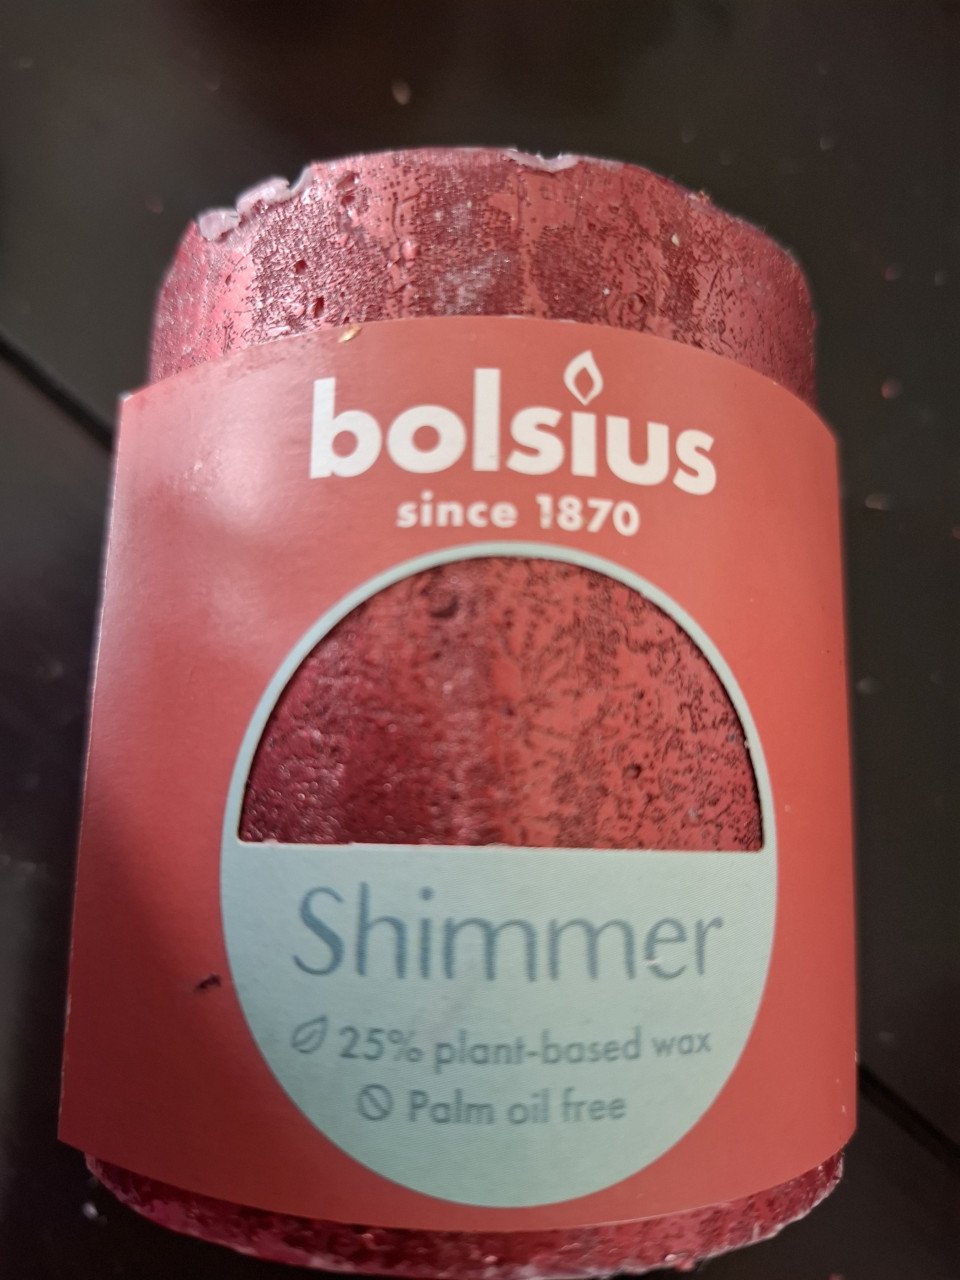 bolsius
since 1870
Shimmer
25% plant-based wax
Palm oil free